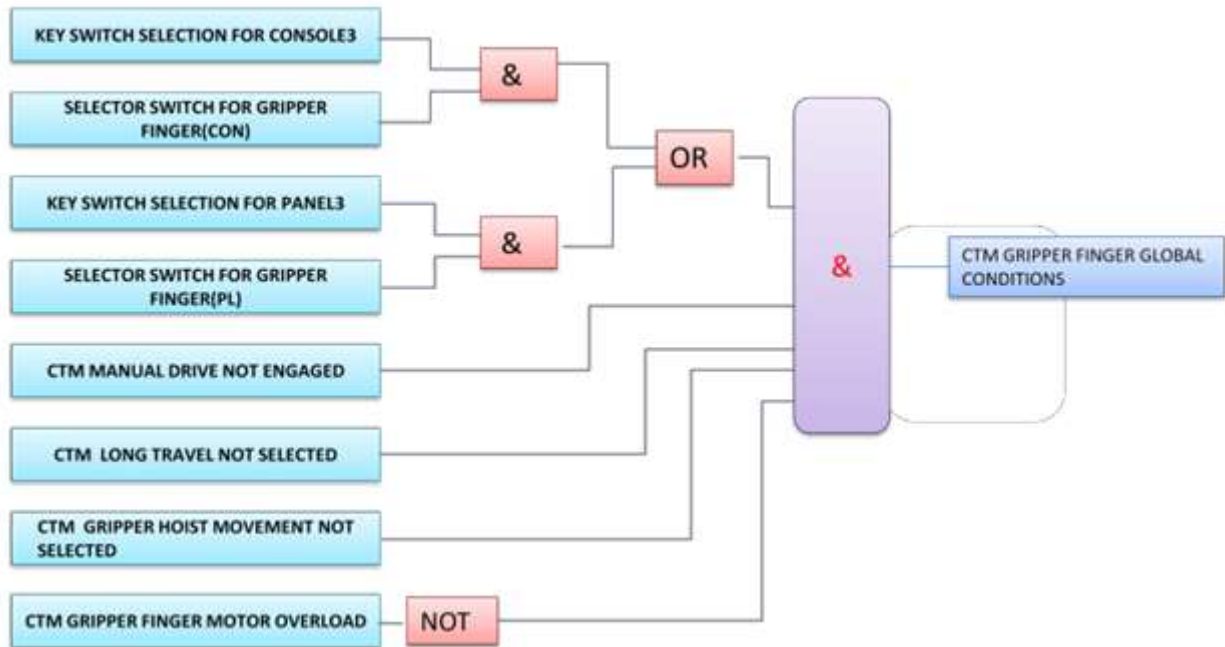 KEY SWITCH SELECTION FOR CONSOLE3
&
SELECTOR SWITCH FOR GRIPPER
FINGER(CON)
OR
KEY SWITCH SELECTION FOR PANEL3
&
SELECTOR SWITCH FOR GRIPPER
FINGER(PL)
&
CTM GRIPPER FINGER GLOBAL
CONDITIONS
CTM MANUAL DRIVE NOT ENGAGED
CTM LONG TRAVEL NOT SELECTED
CTM GRIPPER HOIST MOVEMENT NOT
SELECTED
CTM GRIPPER FINGER MOTOR OVERLOAD
NOT